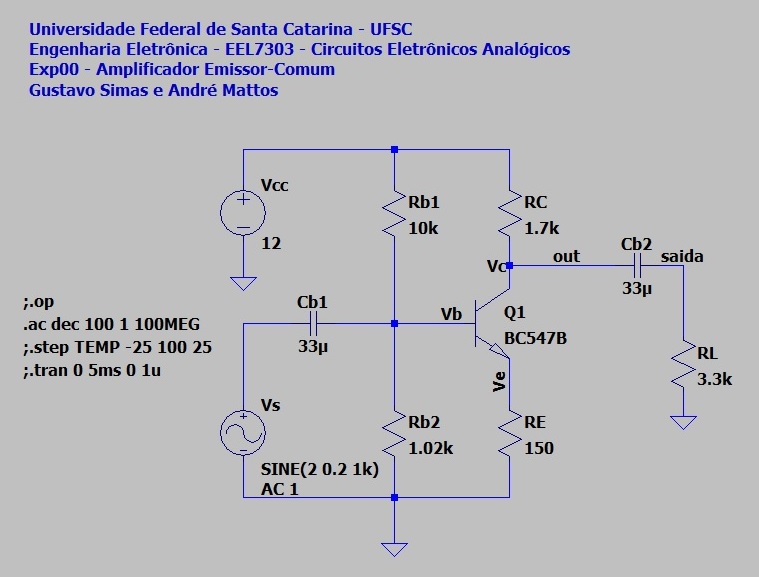 Universidade Federal de Santa Catarina - UFSC
Engenharia Eletrônica - EEL7303 - Circuitos Eletrônicos Analógicos
Exp00 - Amplificador Emissor-Comum
Gustavo Simas e André Mattos
Vcc
12
Rb1
10k
RC
1.7k
Vc
out
Cb2
33µ
saida
;.op
.ac dec 100 1 100MEG
;.step TEMP -25 100 25
;.tran 0 5ms 0 1u
Cb1
33µ
Vb
Q1
BC547B
Ve
RL
3.3k
Vs
SINE(2 0.2 1k)
AC 1
Rb2
1.02k
RE
150